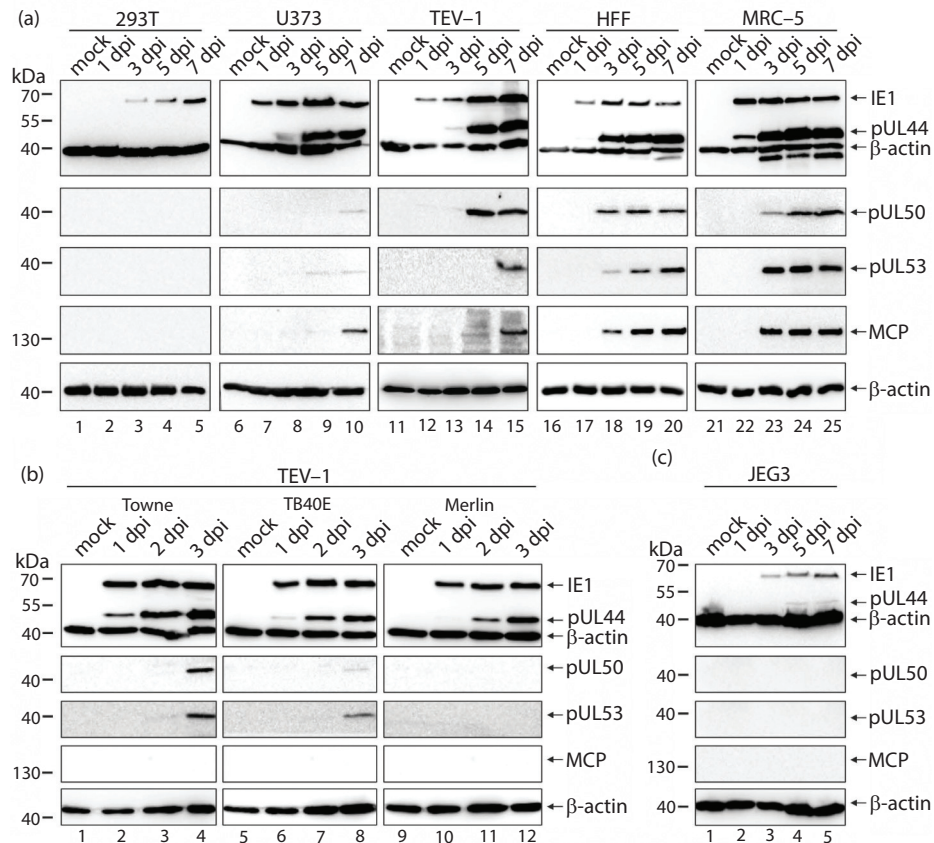 (a) 293T U373 TEV–1 HFF MRC–5
mock 1 dpi 3 dpi 5 dpi 7 dpi mock 1 dpi 3 dpi 5 dpi 7 dpi mock 1 dpi 3 dpi 5 dpi 7 dpi mock 1 dpi 3 dpi 5 dpi 7 dpi mock 1 dpi 3 dpi 5 dpi 7 dpi
kDa
70 IE1
55 pUL44
40 β-actin
40 pUL50
40 pUL53
130 MCP
40 β-actin
1 2 3 4 5 6 7 8 9 10 11 12 13 14 15 16 17 18 19 20 21 22 23 24 25
(b) TEV–1
Towne TB40E Merlin
mock 1 dpi 2 dpi 3 dpi mock 1 dpi 2 dpi 3 dpi mock 1 dpi 2 dpi 3 dpi
kDa
70 IE1
55 pUL44
40 β-actin
40 pUL50
40 pUL53
130 MCP
40 β-actin
1 2 3 4 5 6 7 8 9 10 11 12
(c)
JEG3
mock 1 dpi 3 dpi 5 dpi 7 dpi
kDa
70 IE1
55 pUL44
40 β-actin
40 pUL50
40 pUL53
130 MCP
40 β-actin
1 2 3 4 5